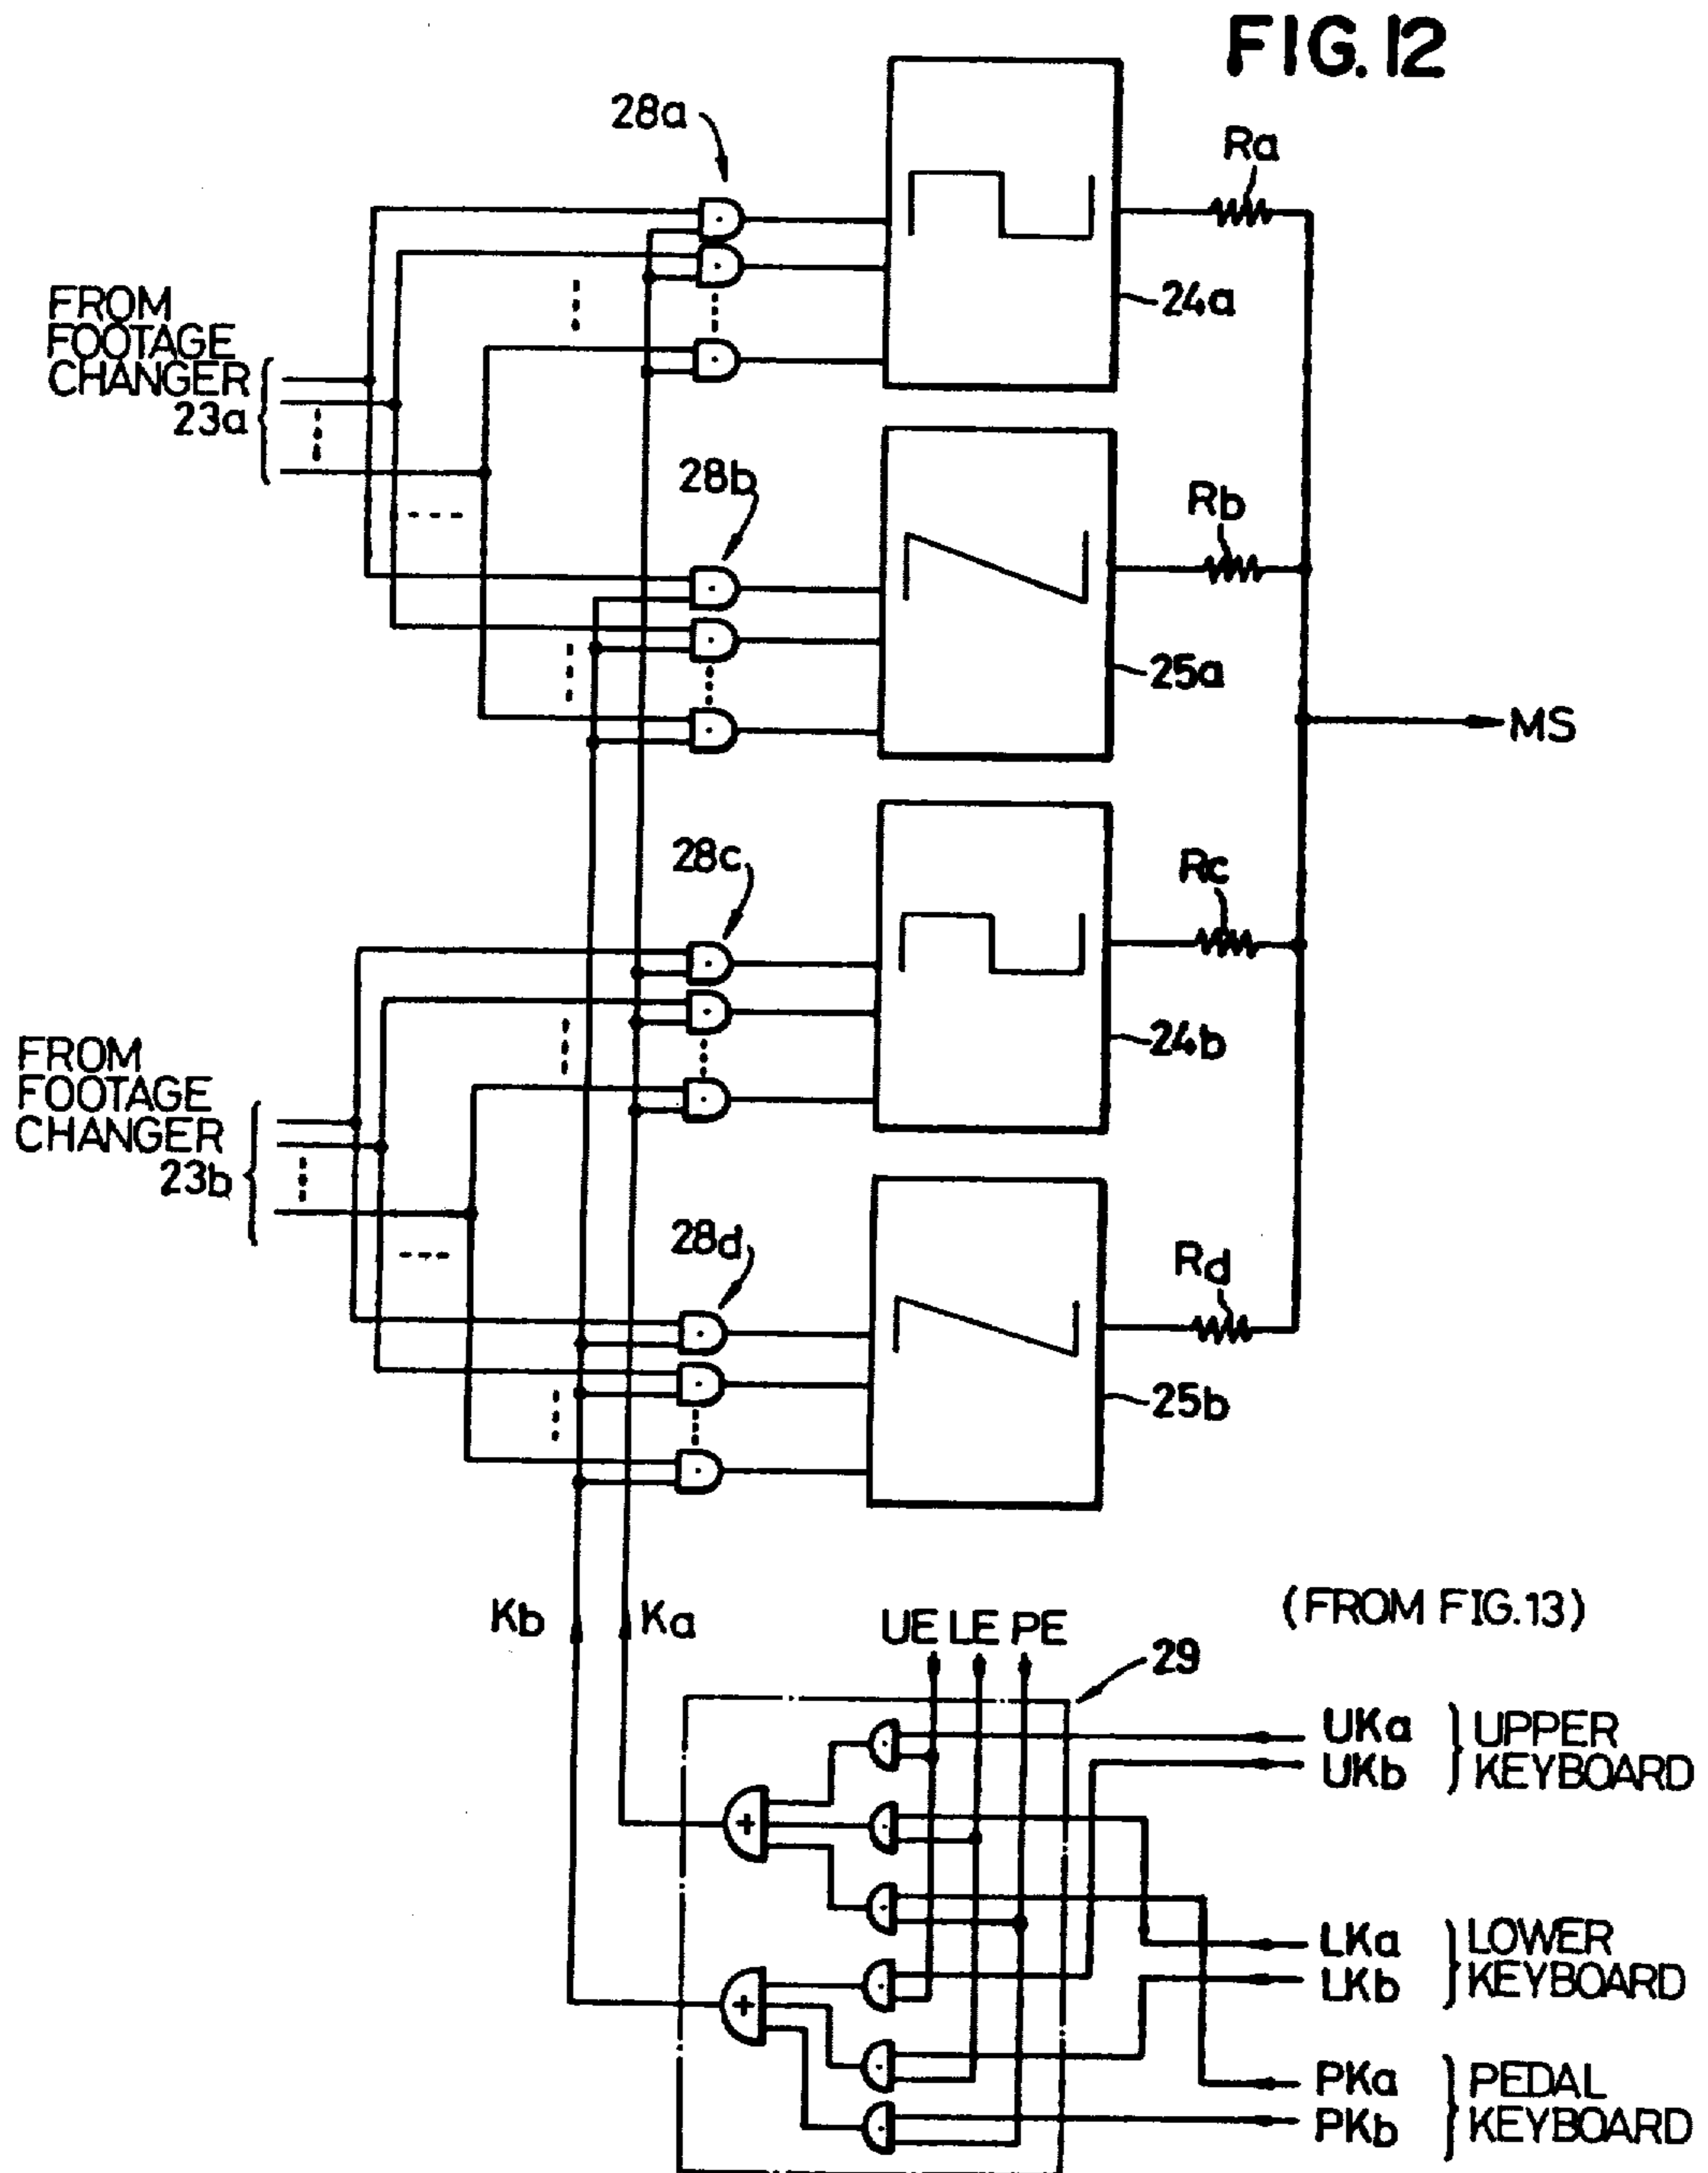 FIG. 12
28a
Ra
24a
FROM
FOOTAGE
CHANGER
23a
28b
Rb
25a
MS
28c
Rc
24b
FROM
FOOTAGE
CHANGER
23b
28d
Rd
25b
Kb
Ka
UE LE PE
(FROM FIG. 13)
29
UKa
UKb
UPPER
KEYBOARD
LKa
LKb
LOWER
KEYBOARD
PKa
PKb
PEDAL
KEYBOARD